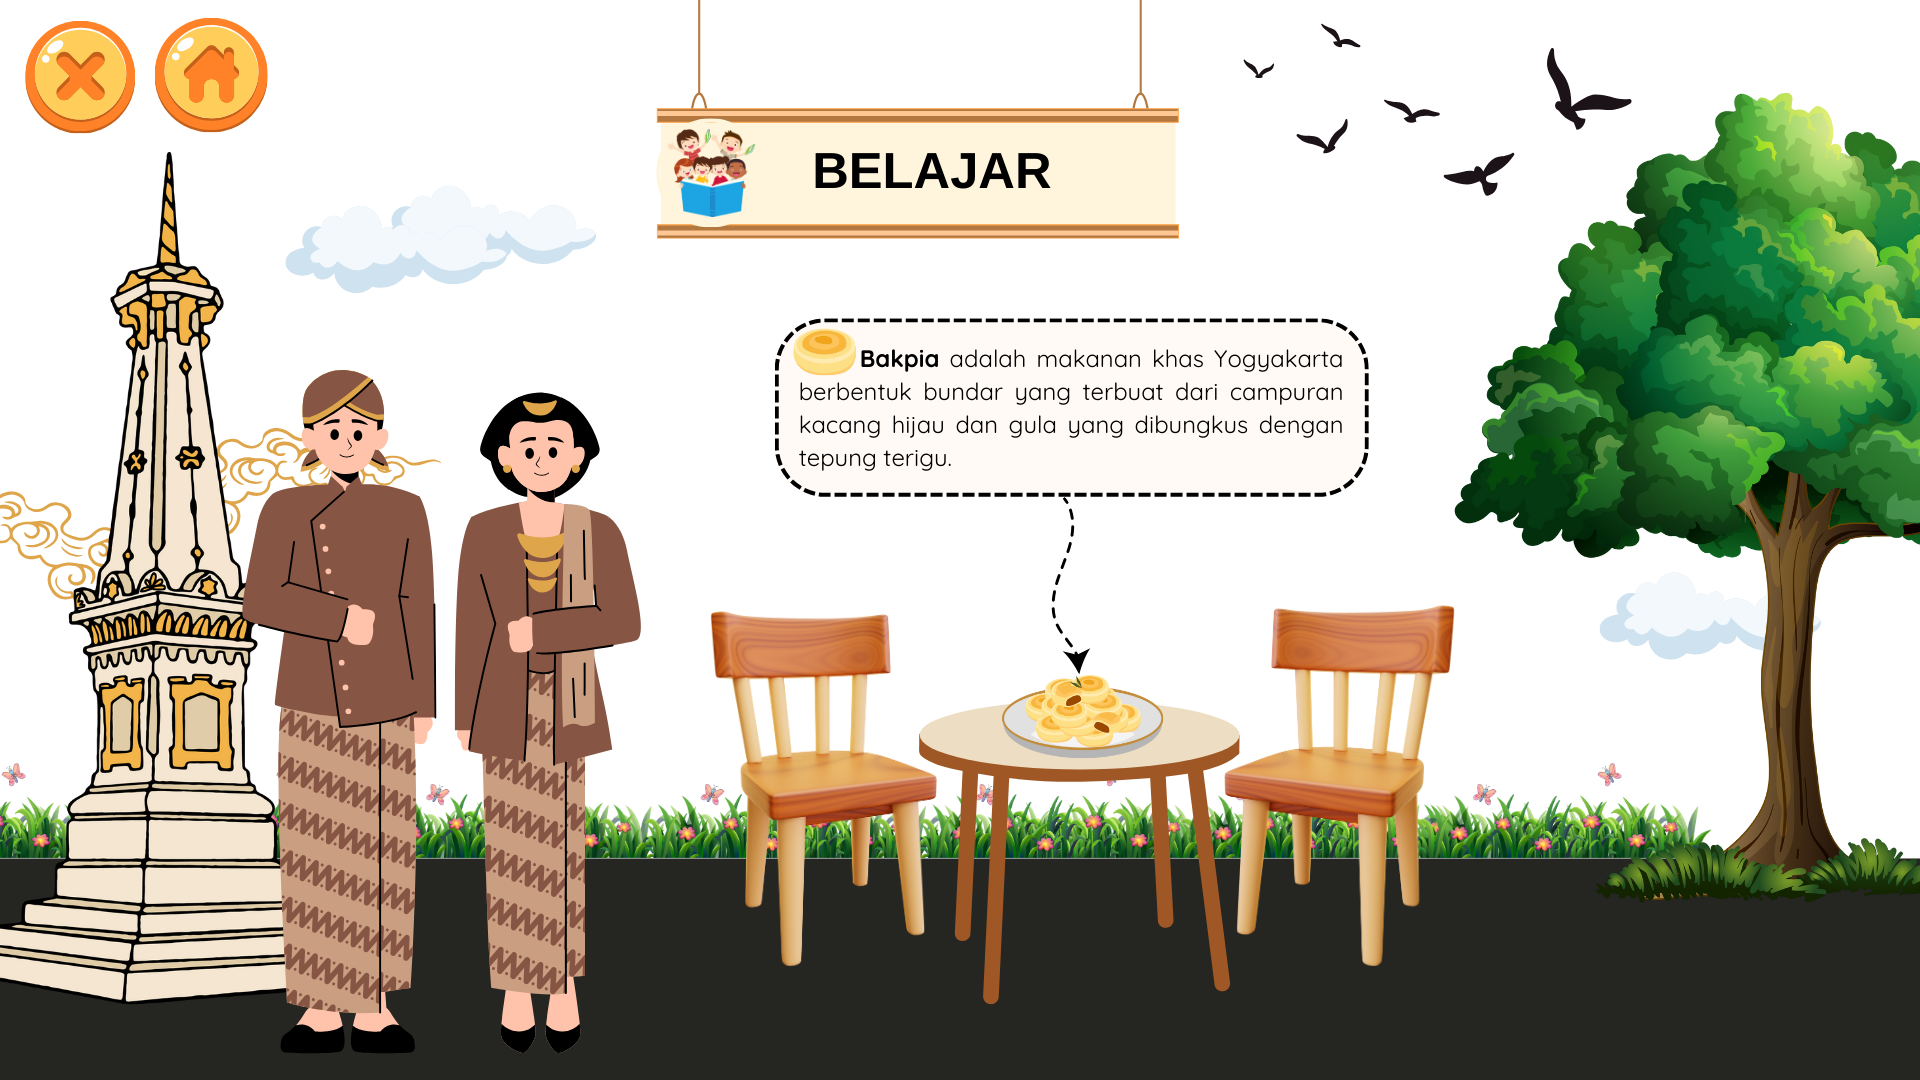 BELAJAR
Bakpia adalah makanan khas Yogyakarta
berbentuk bundar yang terbuat dari campuran
kacang hijau dan gula yang dibungkus dengan
tepung terigu.